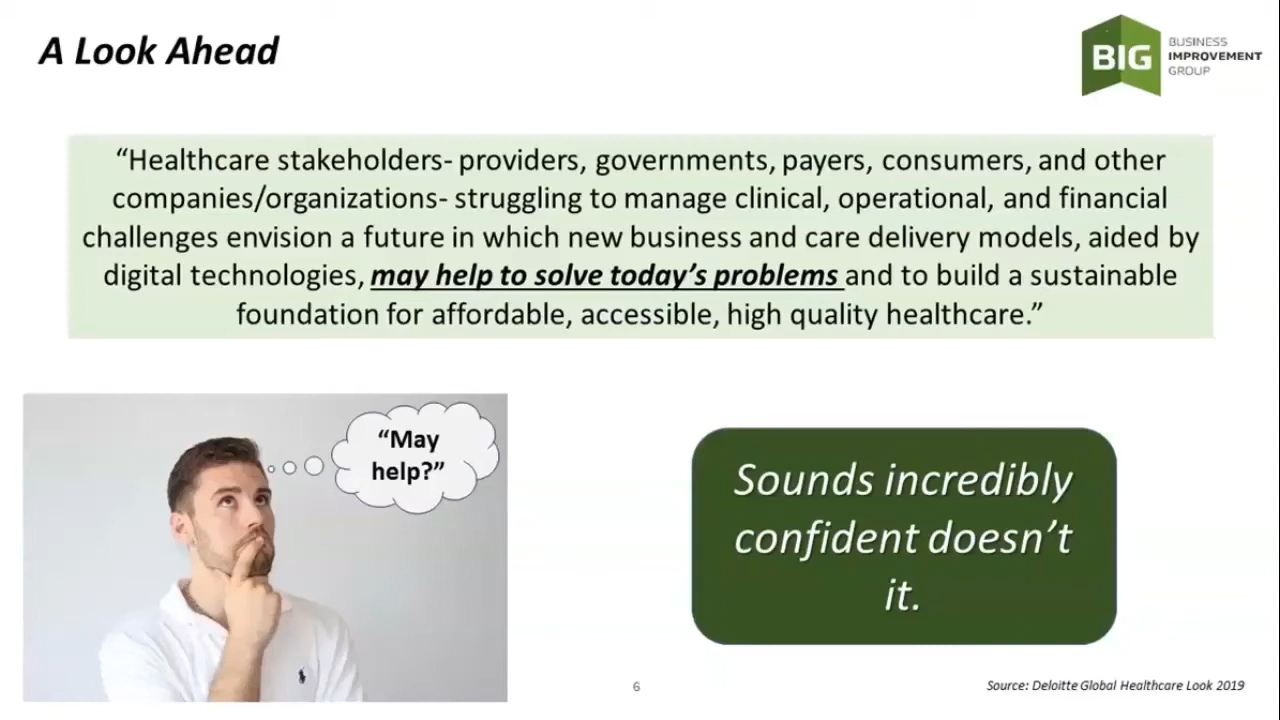 A Look Ahead
BIG
BUSINESS
IMPROVEMENT
GROUP
“Healthcare stakeholders- providers, governments, payers, consumers, and other
companies/organizations- struggling to manage clinical, operational, and financial
challenges envision a future in which new business and care delivery models, aided by
digital technologies, may help to solve today’s problems and to build a sustainable
foundation for affordable, accessible, high quality healthcare.”
“May
help?”
Sounds incredibly
confident doesn’t
it.
6
Source: Deloitte Global Healthcare Look 2019